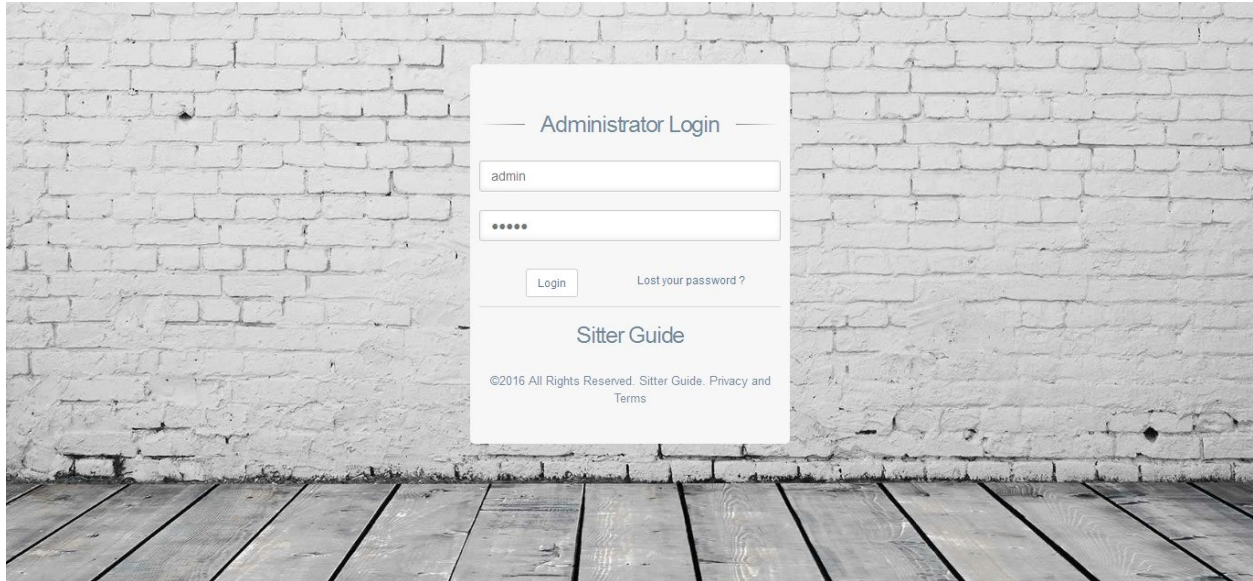 Administrator Login
admin
•••••
Login
Lost your password ?
Sitter Guide
©2016 All Rights Reserved. Sitter Guide. Privacy and
Terms